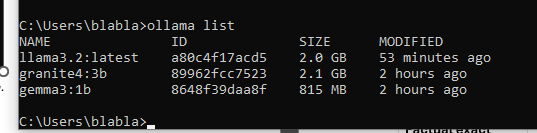 C:\Users\blabla>ollama list
NAME ID SIZE MODIFIED
llama3.2:latest a80c4f17acd5 2.0 GB 53 minutes ago
granite4:3b 89962fcc7523 2.1 GB 2 hours ago
gemma3:1b 8648f39daa8f 815 MB 2 hours ago
C:\Users\blabla>